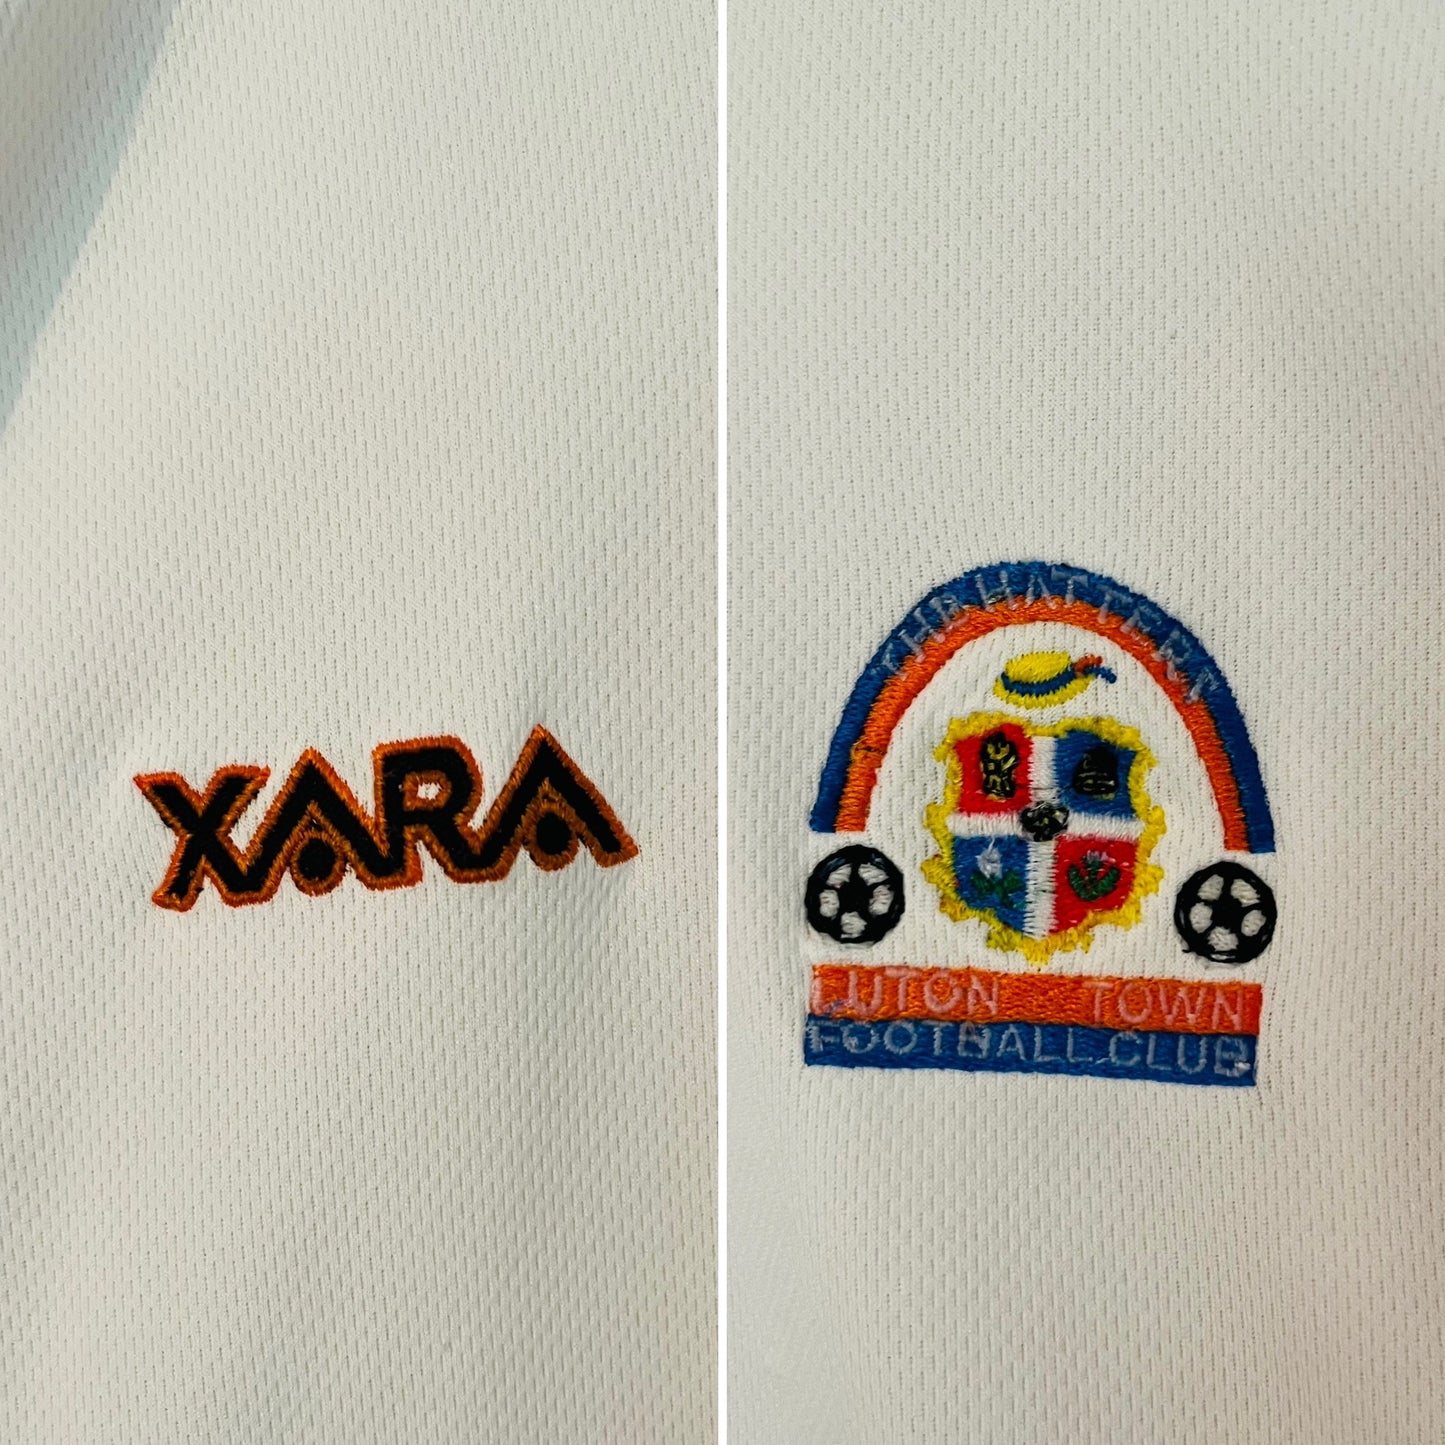 XARA
THE HATTERS
LUTON TOWN
FOOTBALL CLUB